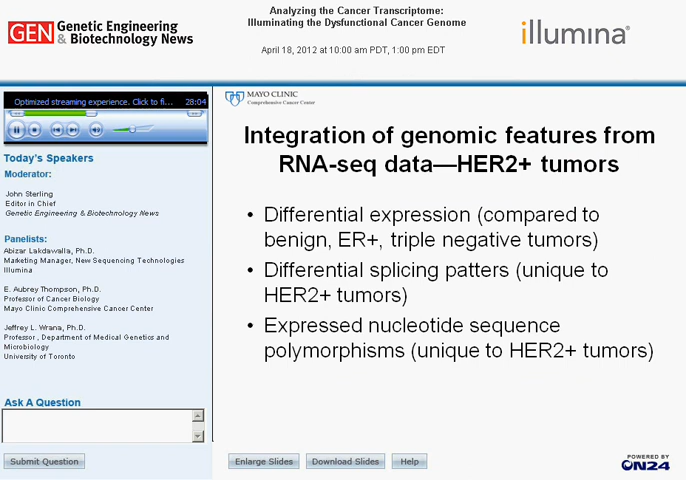 GEN Genetic Engineering
& Biotechnology News
Analyzing the Cancer Transcriptome:
Illuminating the Dysfunctional Cancer Genome
April 18, 2012 at 10:00 am PDT, 1:00 pm EDT
illumina®
Optimized streaming experience. Click to fi... 28:04
Today's Speakers
Moderator:
John Sterling
Editor in Chief
Genetic Engineering & Biotechnology News
Panelists:
Abizar Lakdawalla, Ph.D.
Marketing Manager, New Sequencing Technologies
Illumina
E. Aubrey Thompson, Ph.D.
Professor of Cancer Biology
Mayo Clinic Comprehensive Cancer Center
Jeffrey L. Wrana, Ph.D.
Professor , Department of Medical Genetics and
Microbiology
University of Toronto
Ask A Question
Submit Question
MAYO CLINIC
Comprehensive Cancer Center
Integration of genomic features from
RNA-seq data—HER2+ tumors
• Differential expression (compared to
benign, ER+, triple negative tumors)
• Differential splicing patters (unique to
HER2+ tumors)
• Expressed nucleotide sequence
polymorphisms (unique to HER2+ tumors)
Enlarge Slides Download Slides Help
POWERED BY
ON24